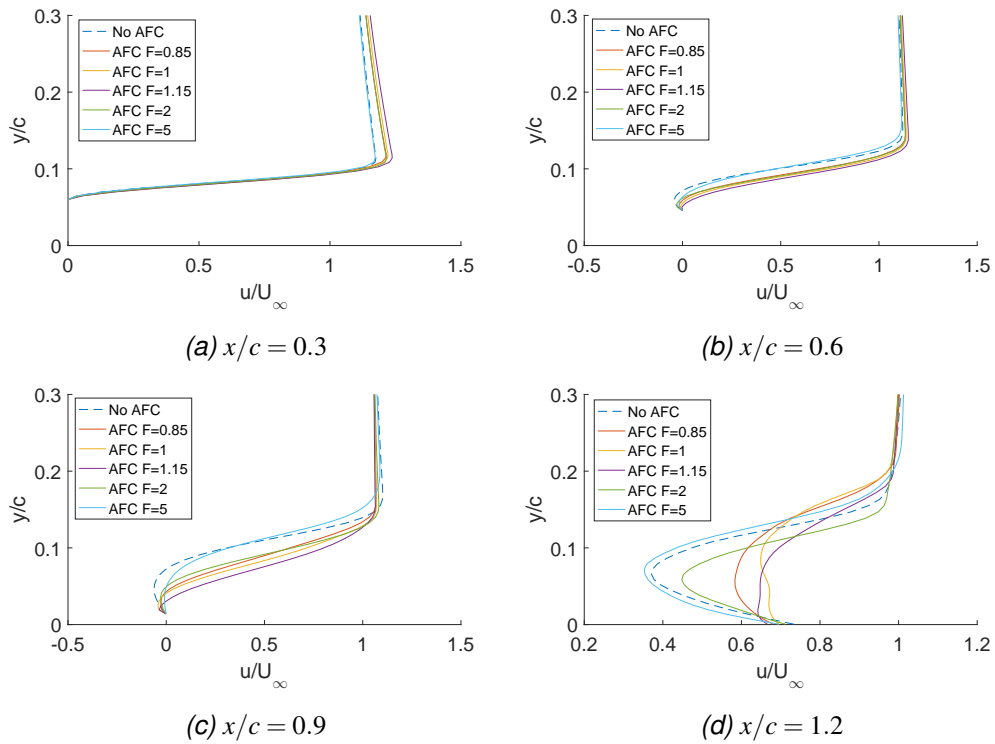 0.3
0.2
0.1
0
y/c
No AFC
AFC F=0.85
AFC F=1
AFC F=1.15
AFC F=2
AFC F=5
0 0.5 1 1.5
u/U∞
(a) x/c = 0.3
0.3
0.2
0.1
0
y/c
No AFC
AFC F=0.85
AFC F=1
AFC F=1.15
AFC F=2
AFC F=5
-0.5 0 0.5 1 1.5
u/U∞
(b) x/c = 0.6
0.3
0.2
0.1
0
y/c
No AFC
AFC F=0.85
AFC F=1
AFC F=1.15
AFC F=2
AFC F=5
-0.5 0 0.5 1 1.5
u/U∞
(c) x/c = 0.9
0.3
0.2
0.1
0
y/c
No AFC
AFC F=0.85
AFC F=1
AFC F=1.15
AFC F=2
AFC F=5
0.2 0.4 0.6 0.8 1 1.2
u/U∞
(d) x/c = 1.2